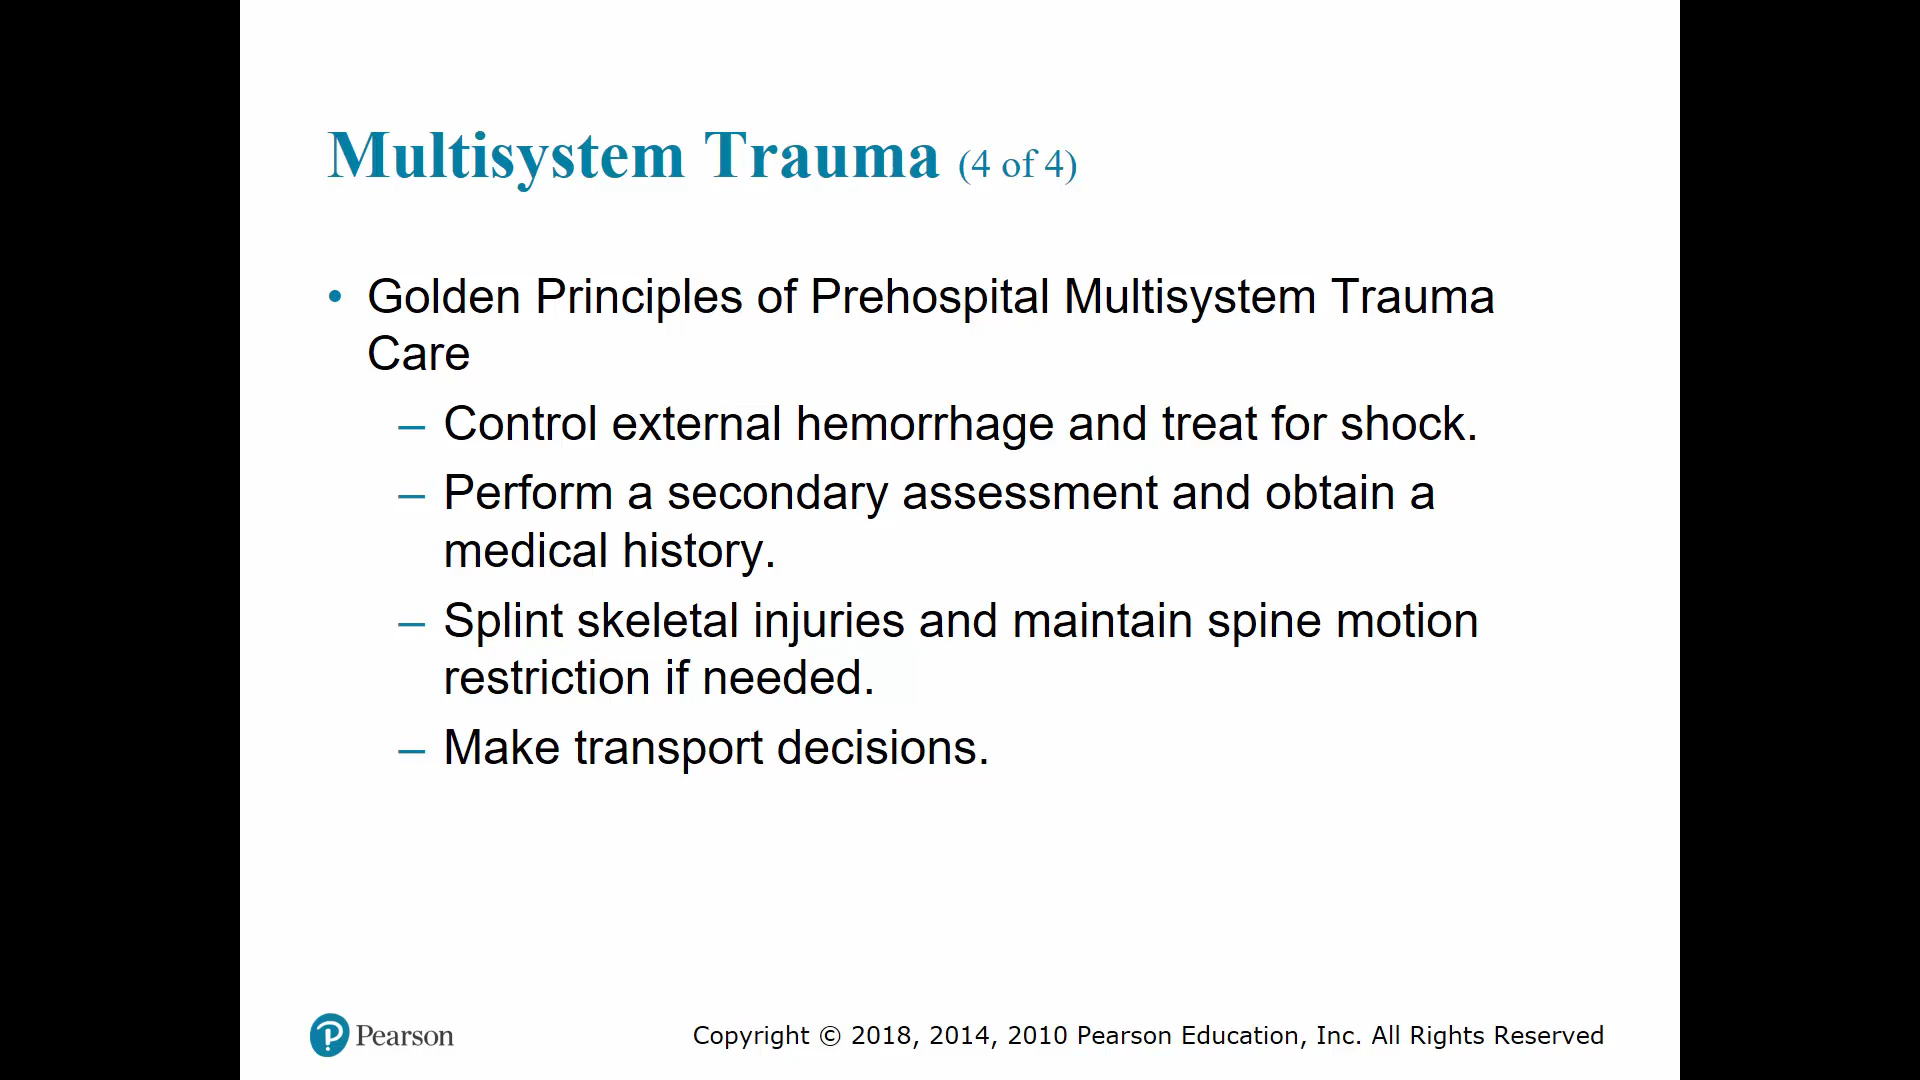 Multisystem Trauma (4 of 4)
• Golden Principles of Prehospital Multisystem Trauma
Care
– Control external hemorrhage and treat for shock.
– Perform a secondary assessment and obtain a
medical history.
– Splint skeletal injuries and maintain spine motion
restriction if needed.
– Make transport decisions.
P Pearson
Copyright © 2018, 2014, 2010 Pearson Education, Inc. All Rights Reserved